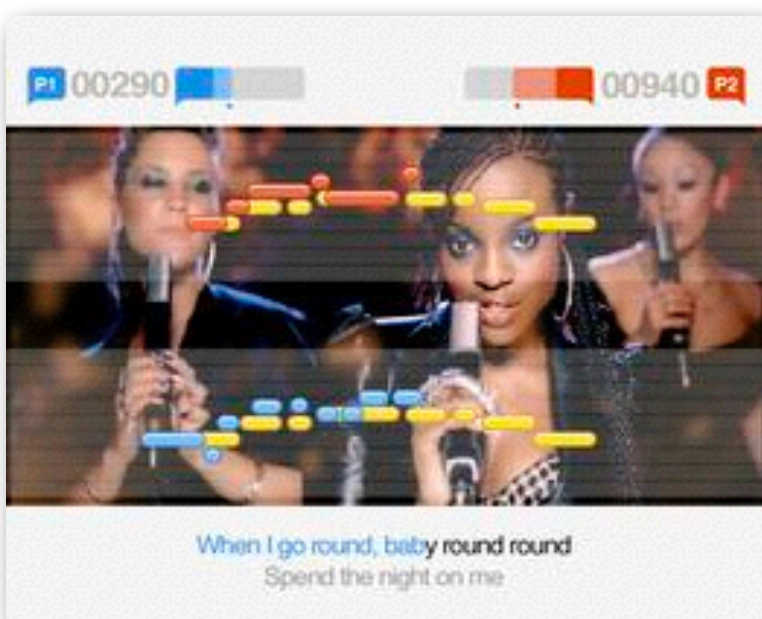 P1 00290
00940 P2
When I go round, baby round round
Spend the night on me